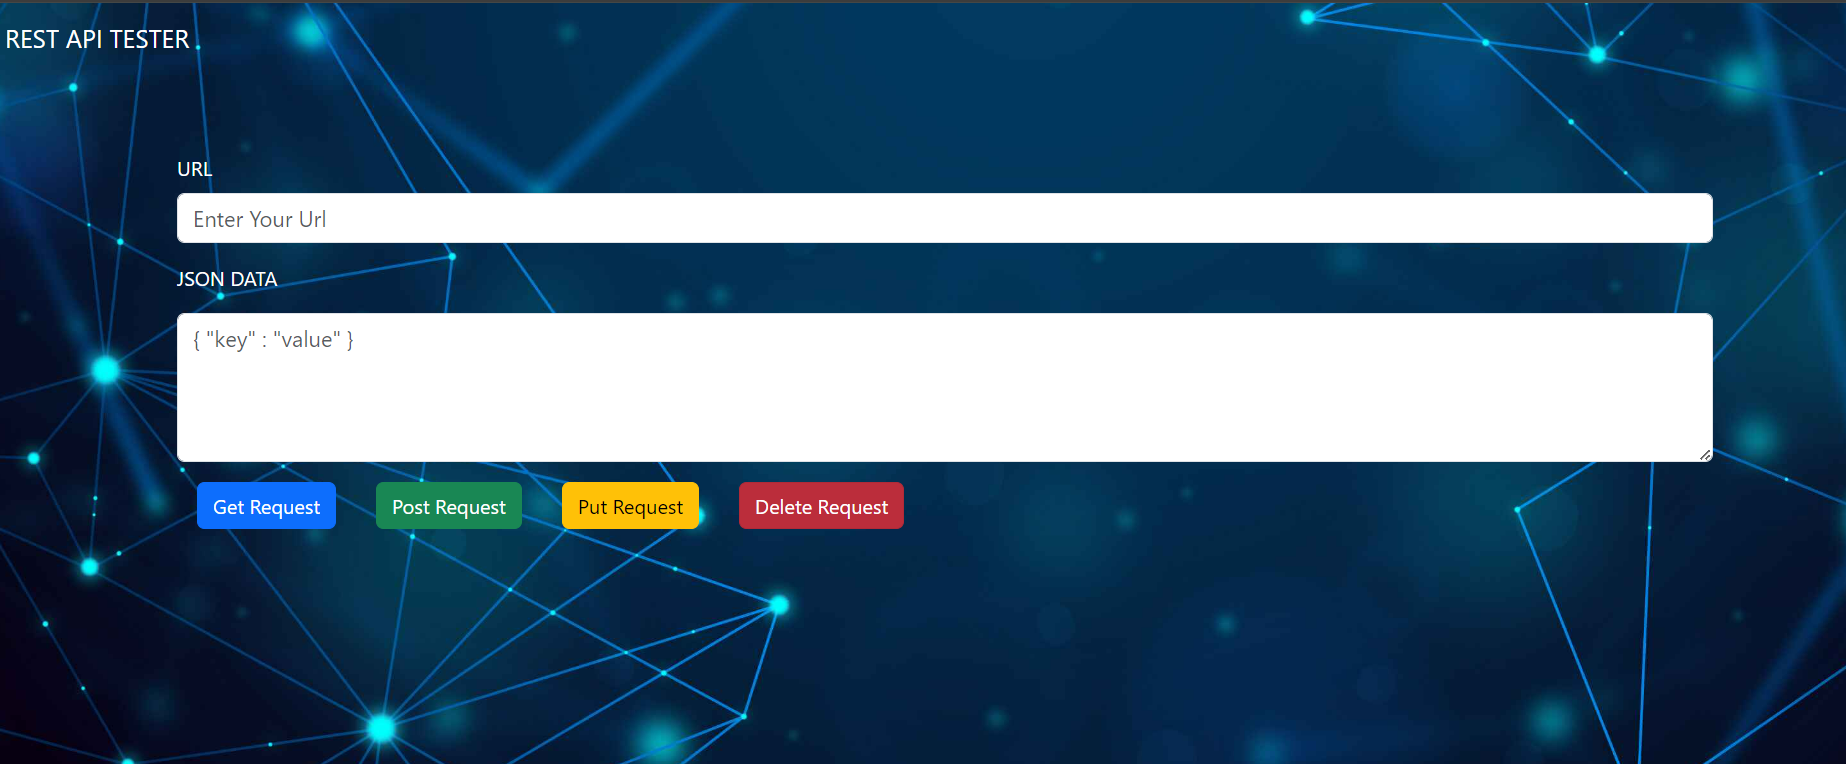 REST API TESTER
URL
Enter Your Url
JSON DATA
{ "key" : "value" }
Get Request
Post Request
Put Request
Delete Request